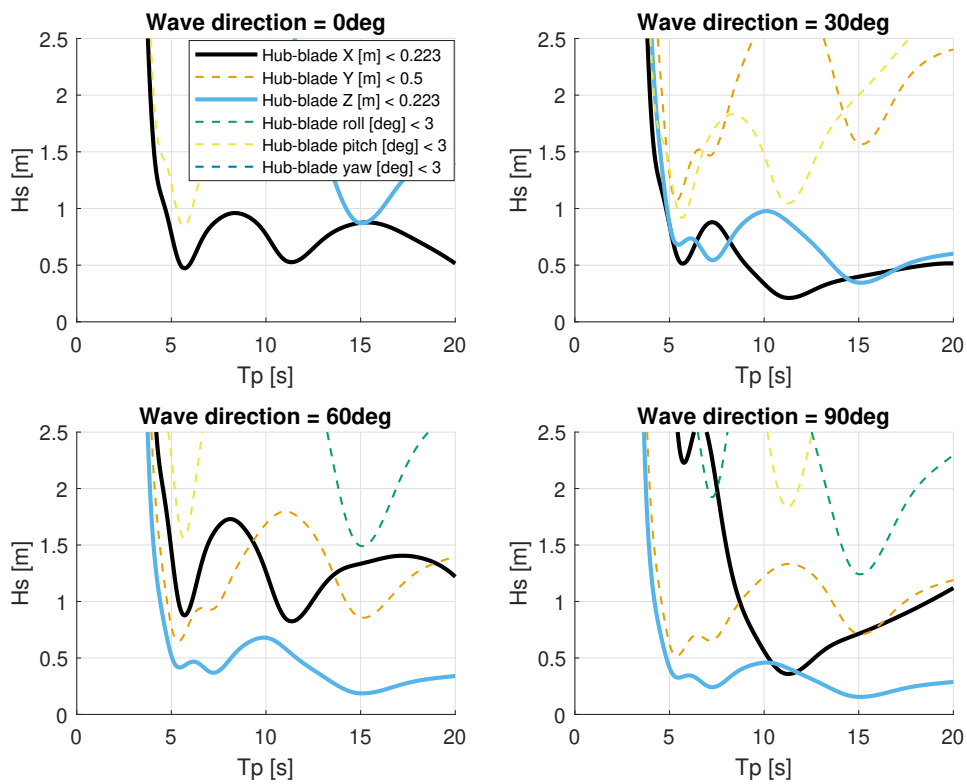 Wave direction = 0deg
2.5
2
1.5
1
0.5
0
Hs [m]
Hub-blade X [m] < 0.223
Hub-blade Y [m] < 0.5
Hub-blade Z [m] < 0.223
Hub-blade roll [deg] < 3
Hub-blade pitch [deg] < 3
Hub-blade yaw [deg] < 3
0 5 10 15 20
Tp [s]
Wave direction = 30deg
2.5
2
1.5
1
0.5
0
Hs [m]
0 5 10 15 20
Tp [s]
Wave direction = 60deg
2.5
2
1.5
1
0.5
0
Hs [m]
0 5 10 15 20
Tp [s]
Wave direction = 90deg
2.5
2
1.5
1
0.5
0
Hs [m]
0 5 10 15 20
Tp [s]